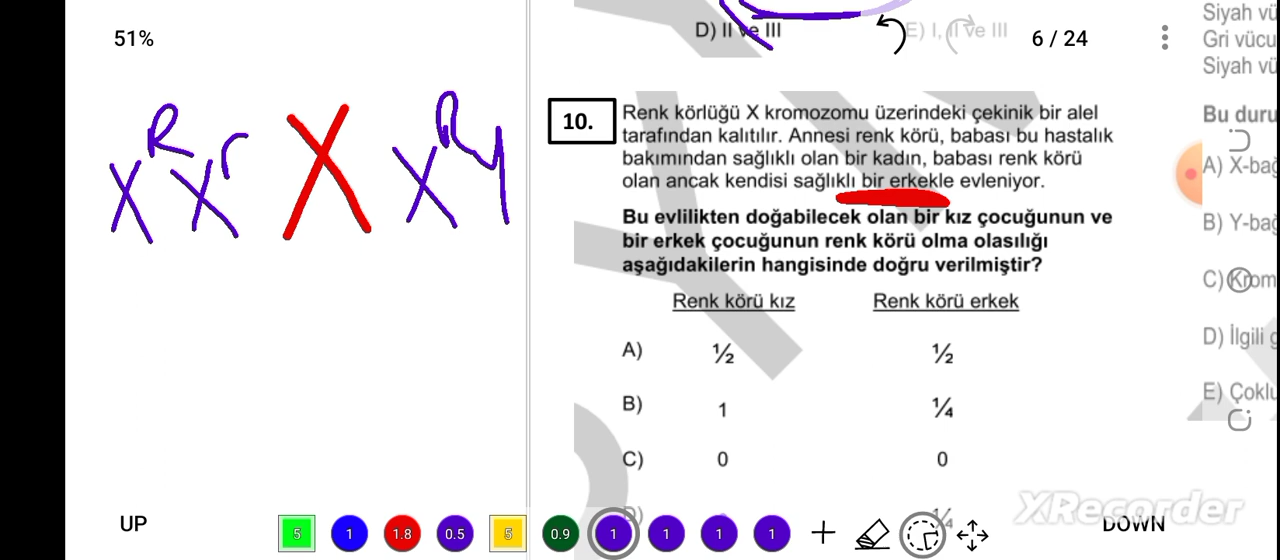 51%
D) II ve III
E) I, II ve III
6 / 24
X^R X^r X X^R y
10.
Renk körlüğü X kromozomu üzerindeki çekinik bir alel
tarafından kalıtılır. Annesi renk körü, babası bu hastalık
bakımından sağlıklı olan bir kadın, babası renk körü
olan ancak kendisi sağlıklı bir erkekle evleniyor.
Bu evlilikten doğabilecek olan bir kız çocuğunun ve
bir erkek çocuğunun renk körü olma olasılığı
aşağıdakilerin hangisinde doğru verilmiştir?
Renk körü kız Renk körü erkek
A) ½ ½
B) 1 ¼
C) 0 0
D) ¼
Siyah vü
Gri vücu
Siyah vü
Bu duru
A) X-bağ
B) Y-bağ
C) Krom
D) İlgili g
E) Çoklu
UP
5 1 1.8 0.5 5 0.9 1 1 1 1
XRecorder
DOWN